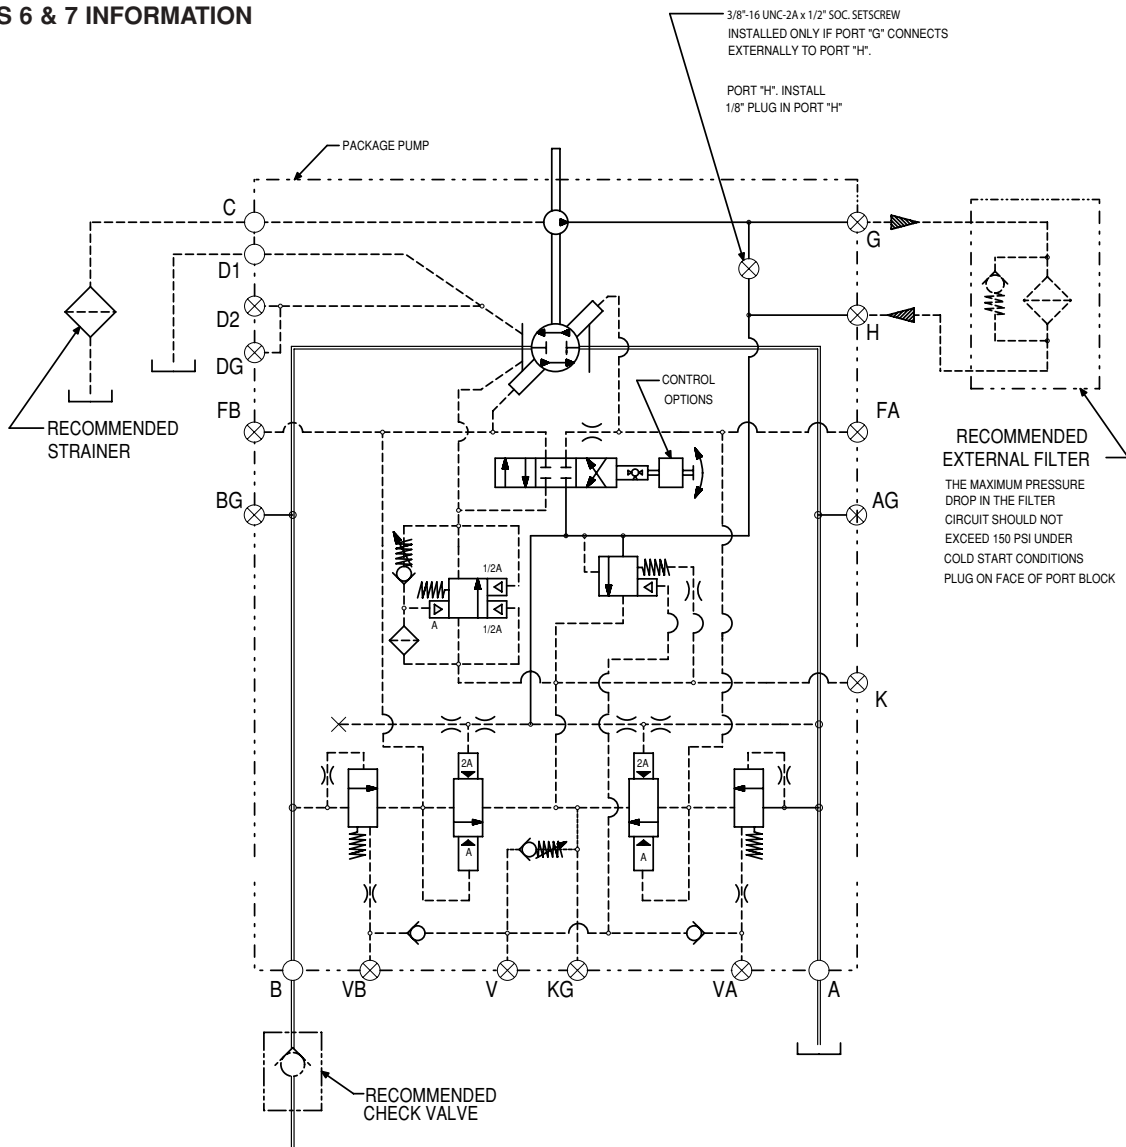 S 6 & 7 INFORMATION
3/8"-16 UNC-2A x 1/2" SOC. SETSCREW
INSTALLED ONLY IF PORT "G" CONNECTS
EXTERNALLY TO PORT "H".
PORT "H". INSTALL
1/8" PLUG IN PORT "H"
PACKAGE PUMP
C
G
D1
D2
H
DG
CONTROL
OPTIONS
FB
FA
RECOMMENDED
STRAINER
RECOMMENDED
EXTERNAL FILTER
THE MAXIMUM PRESSURE
DROP IN THE FILTER
CIRCUIT SHOULD NOT
EXCEED 150 PSI UNDER
COLD START CONDITIONS
PLUG ON FACE OF PORT BLOCK
BG
AG
1/2A
A
1/2A
K
2A
2A
A
A
B
VB
V
KG
VA
A
RECOMMENDED
CHECK VALVE